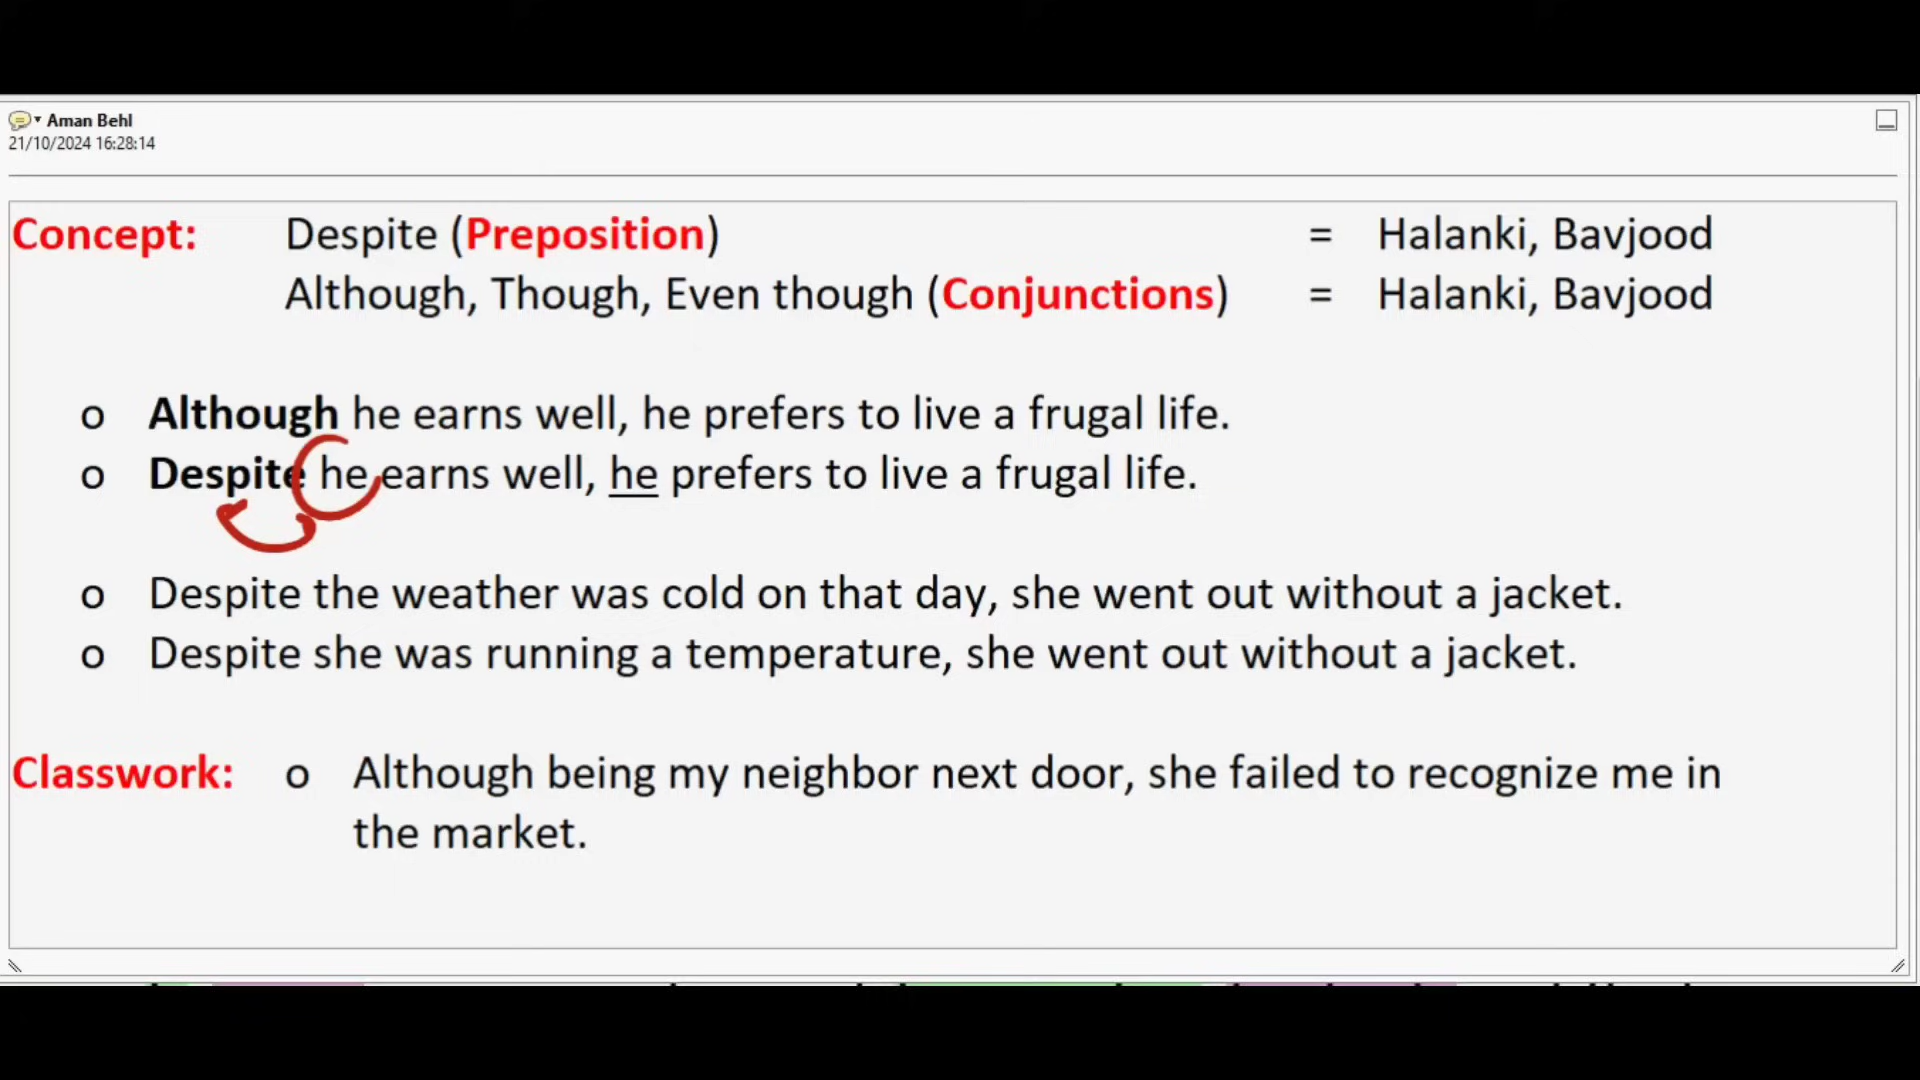 Aman Behl
21/10/2024 16:28:14
Concept: Despite (Preposition) = Halanki, Bavjood
Although, Though, Even though (Conjunctions) = Halanki, Bavjood
o Although he earns well, he prefers to live a frugal life.
o Despite he earns well, he prefers to live a frugal life.
o Despite the weather was cold on that day, she went out without a jacket.
o Despite she was running a temperature, she went out without a jacket.
Classwork: o Although being my neighbor next door, she failed to recognize me in
the market.